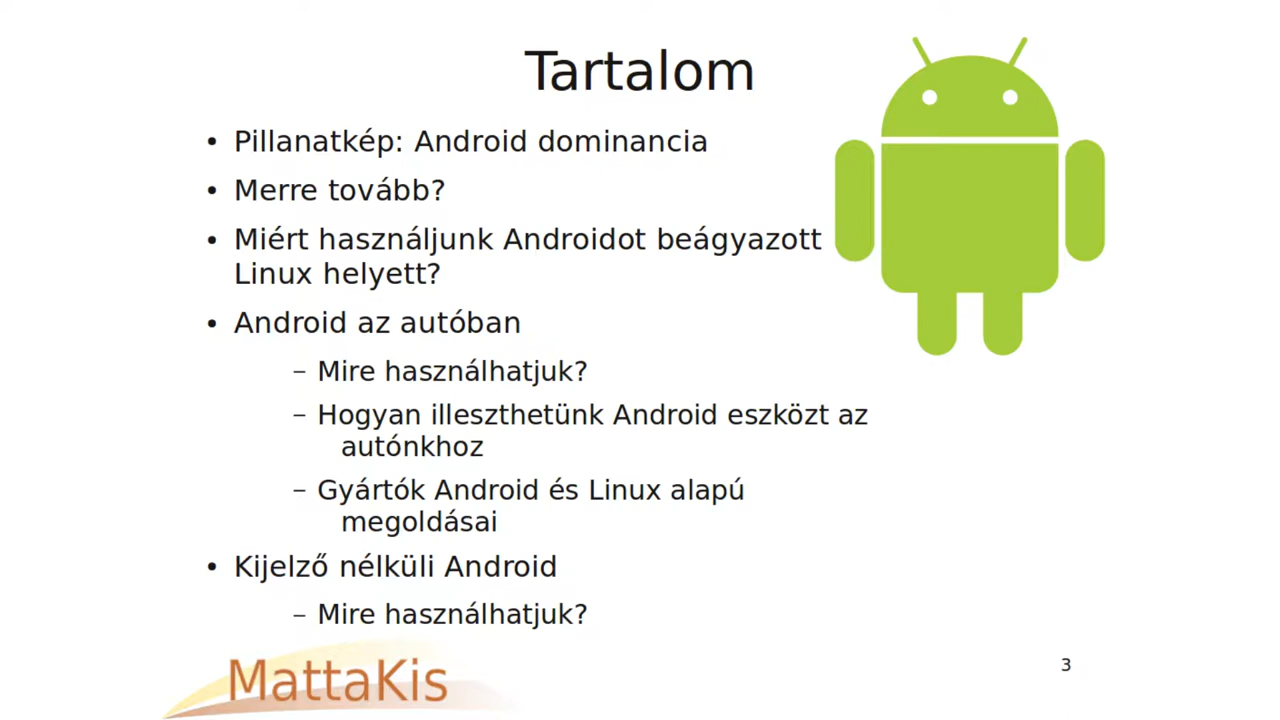 Tartalom
• Pillanatkép: Android dominancia
• Merre tovább?
• Miért használjunk Androidot beágyazott
Linux helyett?
• Android az autóban
– Mire használhatjuk?
– Hogyan illeszthetünk Android eszközt az
autónkhoz
– Gyártók Android és Linux alapú
megoldásai
• Kijelző nélküli Android
– Mire használhatjuk?
MattaKis
3